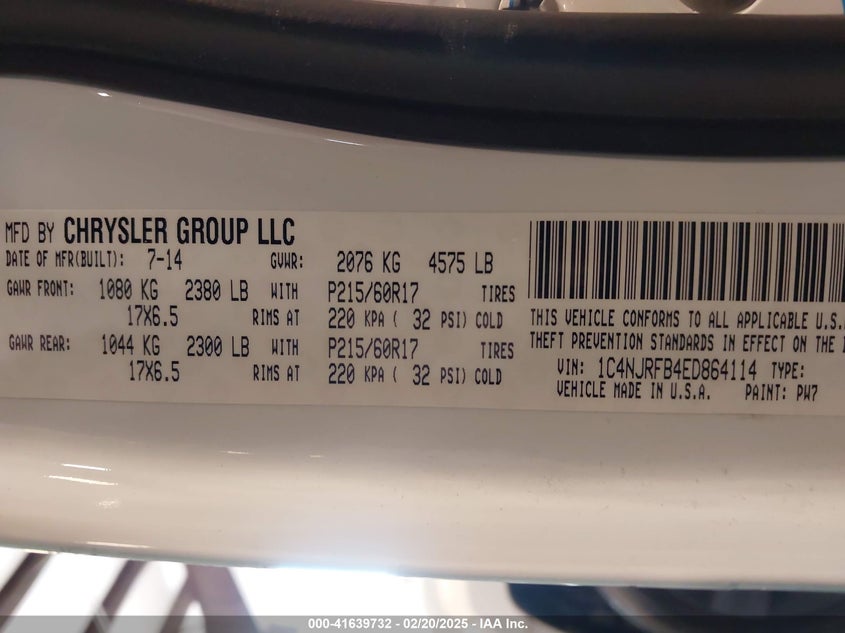 MFD BY CHRYSLER GROUP LLC
DATE OF MFR(BUILT): 7-14 GVWR: 2076 KG 4575 LB
GAWR FRONT: 1080 KG 2380 LB WITH P215/60R17 TIRES
17X6.5 RIMS AT 220 KPA ( 32 PSI) COLD
GAWR REAR: 1044 KG 2300 LB WITH P215/60R17 TIRES
17X6.5 RIMS AT 220 KPA ( 32 PSI) COLD
THIS VEHICLE CONFORMS TO ALL APPLICABLE U.S.
THEFT PREVENTION STANDARDS IN EFFECT ON THE
VIN: 1C4NJRFB4ED864114 TYPE:
VEHICLE MADE IN U.S.A. PAINT: PW7
000-41639732 - 02/20/2025 - IAA Inc.